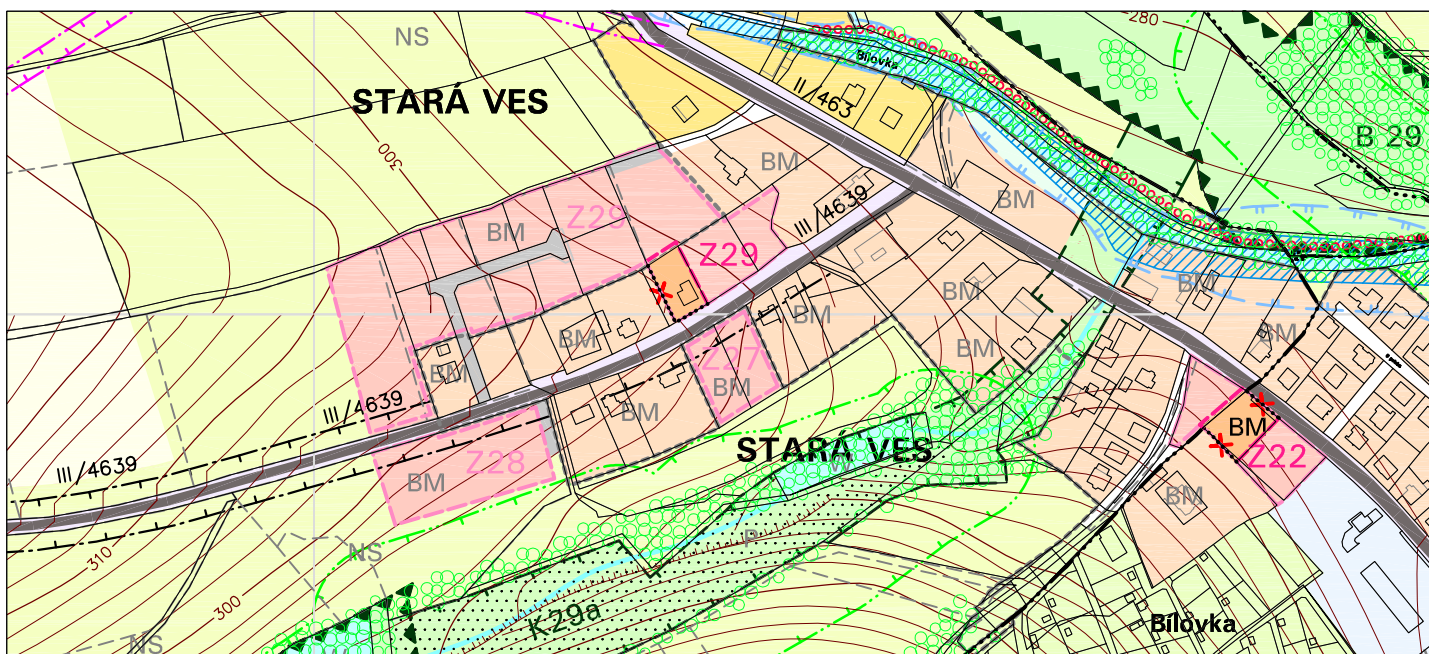 NS
STARÁ VES
300
Bílovka
II/463
280
B 29
BM
BM
Z29
BM
III/4639
Z29
BM
BM
BM
BM
BM
BM
BM
Z27
BM
BM
BM
III/4639
III/4639
Z28
BM
STARÁ VES
BM
Z22
BM
NS
310
300
NS
K29a
P
Bílovka